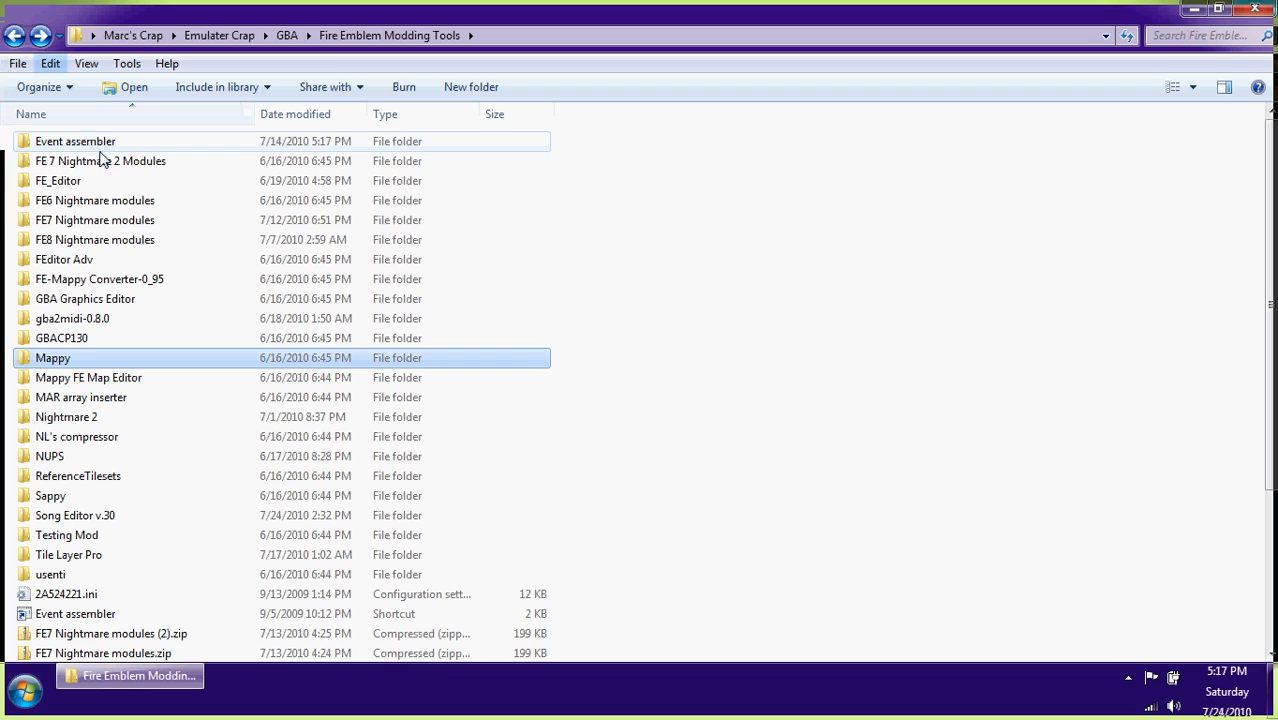 Marc's Crap Emulater Crap GBA Fire Emblem Modding Tools Search Fire Emble...
File Edit View Tools Help
Organize Open Include in library Share with Burn New folder
Name Date modified Type Size
Event assembler 7/14/2010 5:17 PM File folder
FE 7 Nightmare 2 Modules 6/16/2010 6:45 PM File folder
FE_Editor 6/19/2010 4:58 PM File folder
FE6 Nightmare modules 6/16/2010 6:45 PM File folder
FE7 Nightmare modules 7/12/2010 6:51 PM File folder
FE8 Nightmare modules 7/7/2010 2:59 AM File folder
FEditor Adv 6/16/2010 6:45 PM File folder
FE-Mappy Converter-0_95 6/16/2010 6:45 PM File folder
GBA Graphics Editor 6/16/2010 6:45 PM File folder
gba2midi-0.8.0 6/18/2010 1:50 AM File folder
GBACP130 6/16/2010 6:45 PM File folder
Mappy 6/16/2010 6:45 PM File folder
Mappy FE Map Editor 6/16/2010 6:44 PM File folder
MAR array inserter 6/16/2010 6:44 PM File folder
Nightmare 2 7/1/2010 8:37 PM File folder
NL's compressor 6/16/2010 6:44 PM File folder
NUPS 6/17/2010 8:28 PM File folder
ReferenceTilesets 6/16/2010 6:44 PM File folder
Sappy 6/16/2010 6:44 PM File folder
Song Editor v.30 7/24/2010 2:32 PM File folder
Testing Mod 6/16/2010 6:44 PM File folder
Tile Layer Pro 7/17/2010 1:02 AM File folder
usenti 6/16/2010 6:44 PM File folder
2A524221.ini 9/13/2009 1:14 PM Configuration sett... 12 KB
Event assembler 9/5/2009 10:12 PM Shortcut 2 KB
FE7 Nightmare modules (2).zip 7/13/2010 4:25 PM Compressed (zipp... 199 KB
FE7 Nightmare modules.zip 7/13/2010 4:24 PM Compressed (zipp... 199 KB
Fire Emblem Moddin... 5:17 PM
Saturday
7/24/2010